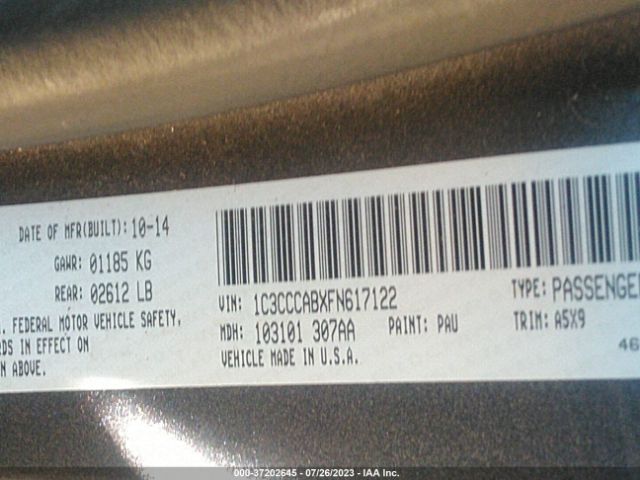 DATE OF MFR(BUILT): 10-14
GAWR: 01185 KG
REAR: 02612 LB
FEDERAL MOTOR VEHICLE SAFETY,
IN EFFECT ON
ABOVE.
VIN: 1C3CCCABXFN617122
TYPE: PASSENGER
MDH: 103101 307AA
PAINT: PAU
TRIM: A5X9
VEHICLE MADE IN U.S.A.
46
000-37202645 - 07/26/2023 - IAA Inc.